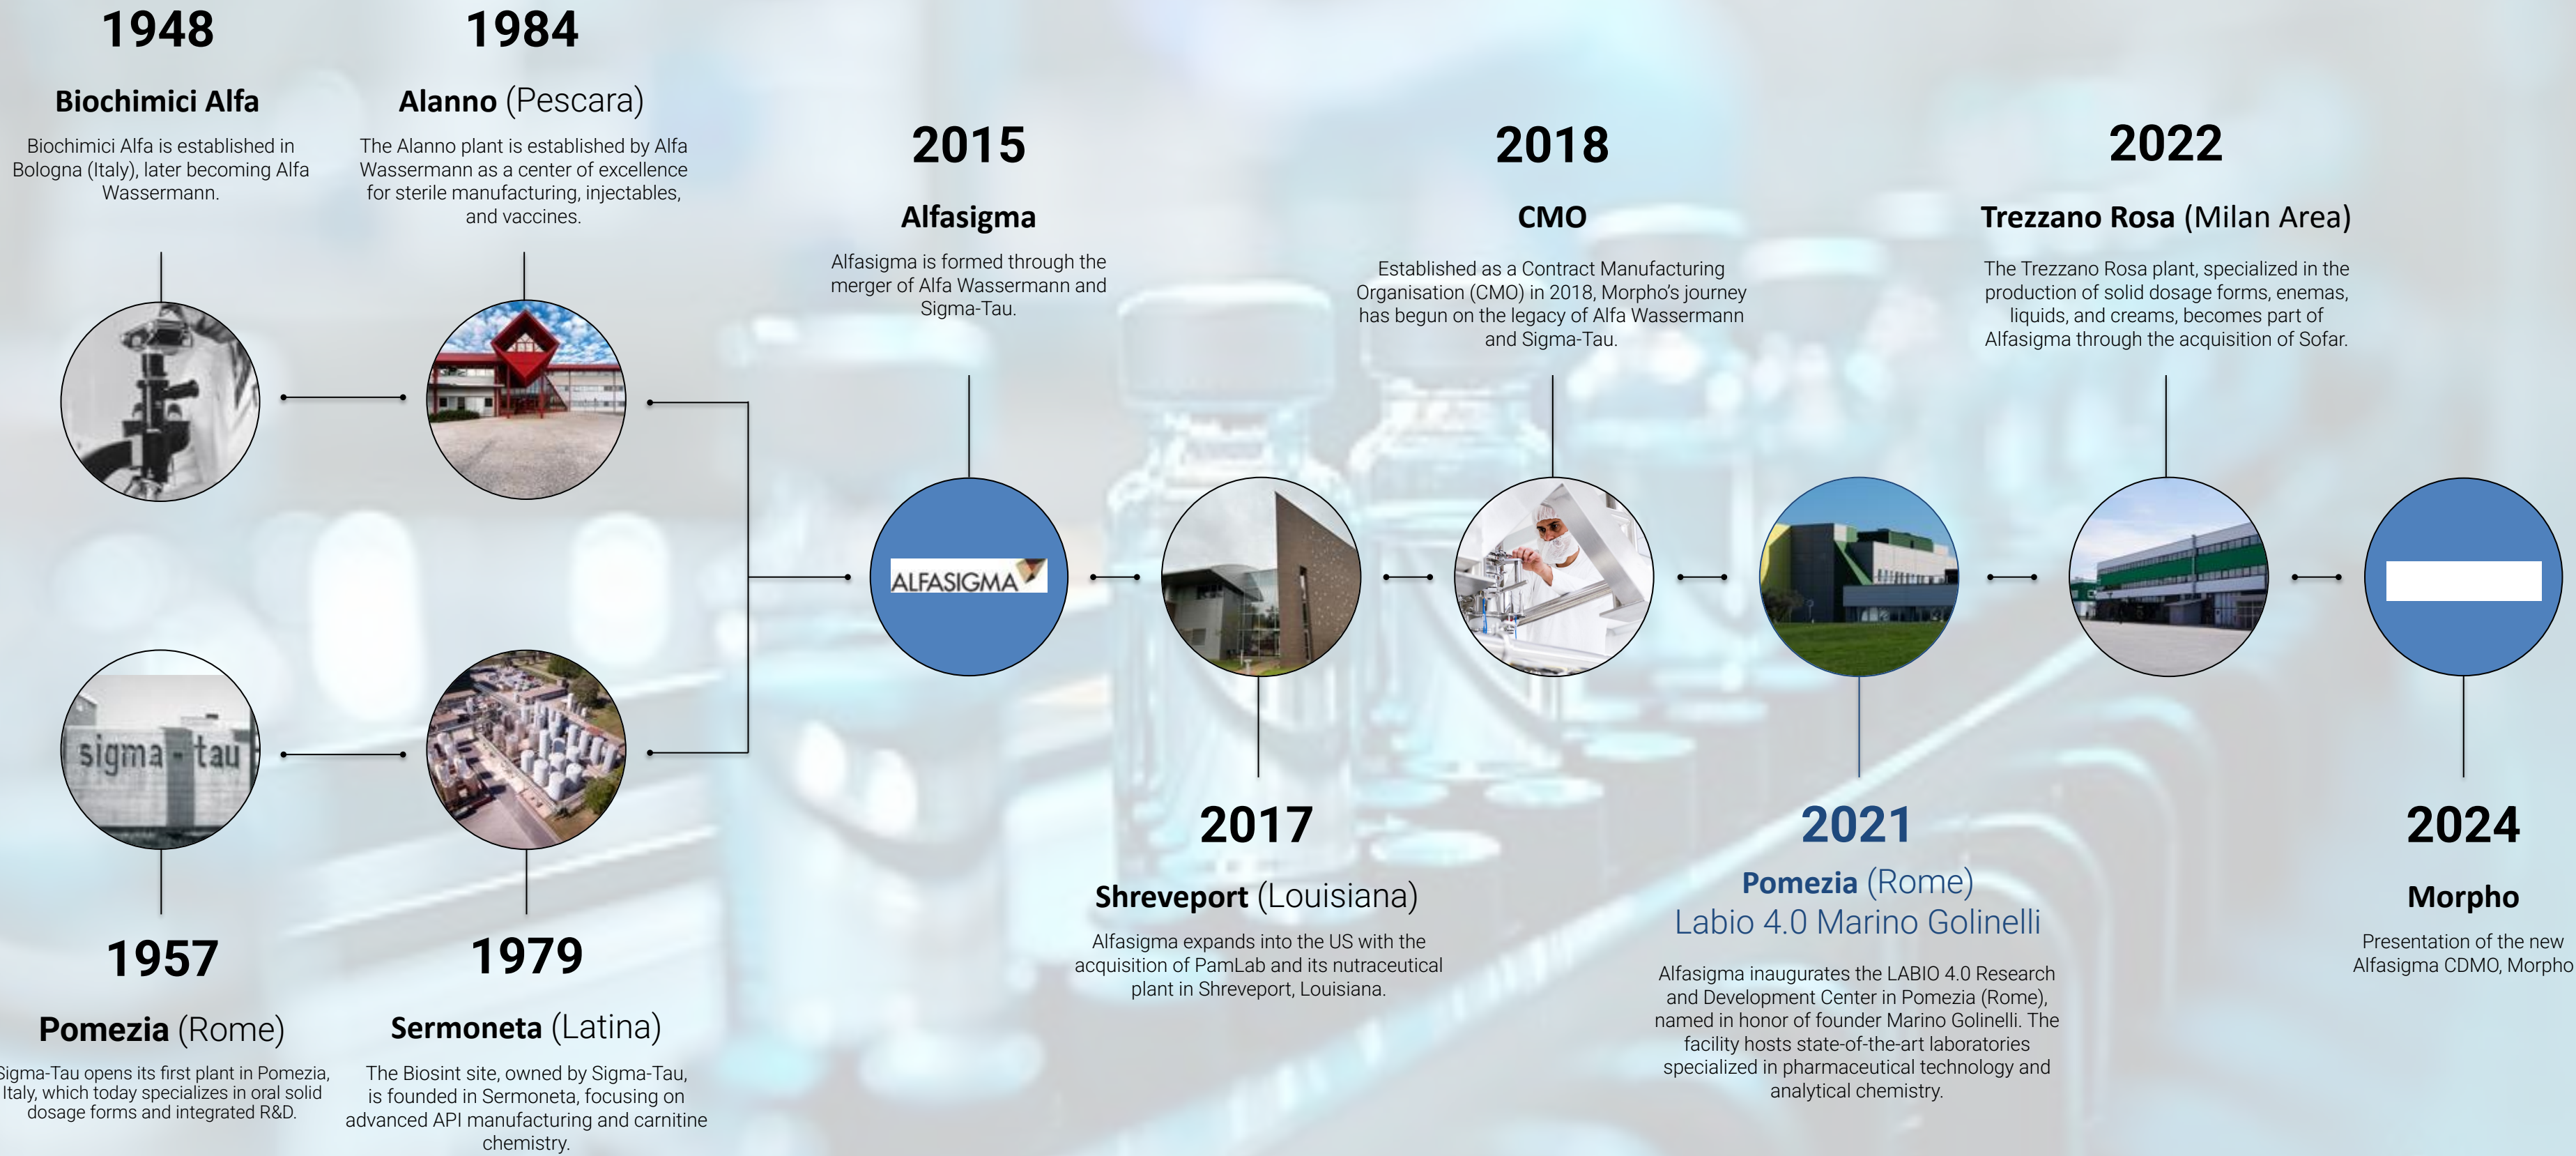 1948
Biochimici Alfa
Biochimici Alfa is established in
Bologna (Italy), later becoming Alfa
Wassermann.
1984
Alanno (Pescara)
The Alanno plant is established by Alfa
Wassermann as a center of excellence
for sterile manufacturing, injectables,
and vaccines.
2015
Alfasigma
Alfasigma is formed through the
merger of Alfa Wassermann and
Sigma-Tau.
2018
CMO
Established as a Contract Manufacturing
Organisation (CMO) in 2018, Morpho’s journey
has begun on the legacy of Alfa Wassermann
and Sigma-Tau.
2022
Trezzano Rosa (Milan Area)
The Trezzano Rosa plant, specialized in the
production of solid dosage forms, enemas,
liquids, and creams, becomes part of
Alfasigma through the acquisition of Sofar.
ALFASIGMA
sigma-tau
1957
Pomezia (Rome)
Sigma-Tau opens its first plant in Pomezia,
Italy, which today specializes in oral solid
dosage forms and integrated R&D.
1979
Sermoneta (Latina)
The Biosint site, owned by Sigma-Tau,
is founded in Sermoneta, focusing on
advanced API manufacturing and carnitine
chemistry.
2017
Shreveport (Louisiana)
Alfasigma expands into the US with the
acquisition of PamLab and its nutraceutical
plant in Shreveport, Louisiana.
2021
Pomezia (Rome)
Labio 4.0 Marino Golinelli
Alfasigma inaugurates the LABIO 4.0 Research
and Development Center in Pomezia (Rome),
named in honor of founder Marino Golinelli. The
facility hosts state-of-the-art laboratories
specialized in pharmaceutical technology and
analytical chemistry.
2024
Morpho
Presentation of the new
Alfasigma CDMO, Morpho